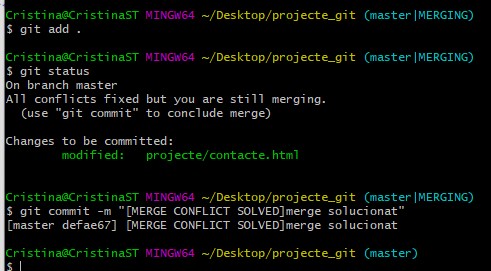 Cristina@CristinaST MINGW64 ~/Desktop/projecte_git (master|MERGING)
$ git add .
Cristina@CristinaST MINGW64 ~/Desktop/projecte_git (master|MERGING)
$ git status
On branch master
All conflicts fixed but you are still merging.
(use "git commit" to conclude merge)
Changes to be committed:
modified: projecte/contacte.html
Cristina@CristinaST MINGW64 ~/Desktop/projecte_git (master|MERGING)
$ git commit -m "[MERGE CONFLICT SOLVED]merge solucionat"
[master defae67] [MERGE CONFLICT SOLVED]merge solucionat
Cristina@CristinaST MINGW64 ~/Desktop/projecte_git (master)
$